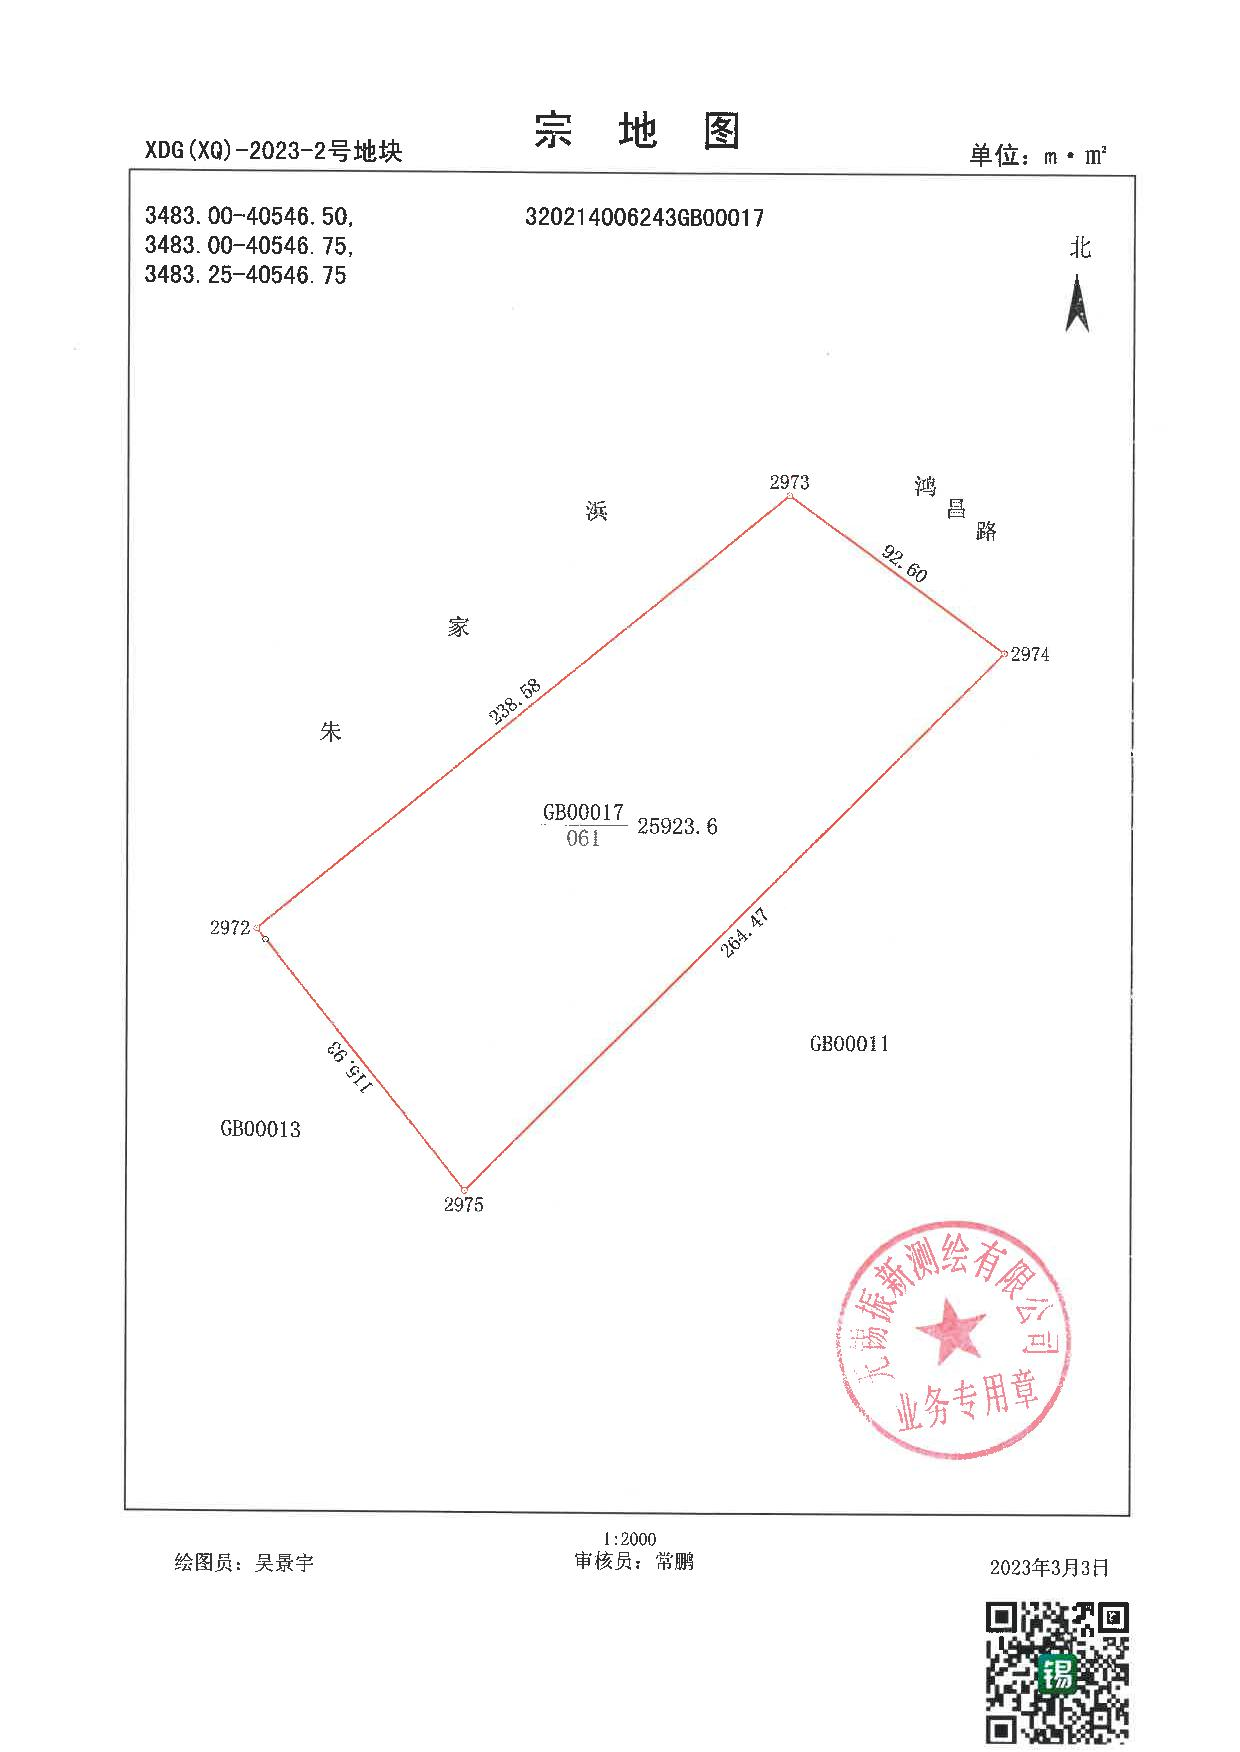 宗地图
XDG(XQ)-2023-2号地块
单位：m·㎡
3483.00-40546.50,
3483.00-40546.75,
3483.25-40546.75
320214006243GB00017
北
2973
鸿昌路
92.60
2974
朱家浜
238.58
GB00017
061
25923.6
2972
264.47
115.93
GB00011
GB00013
2975
无锡振新测绘有限公司
业务专用章
1:2000
绘图员：吴景宇
审核员：常鹏
2023年3月3日
锡